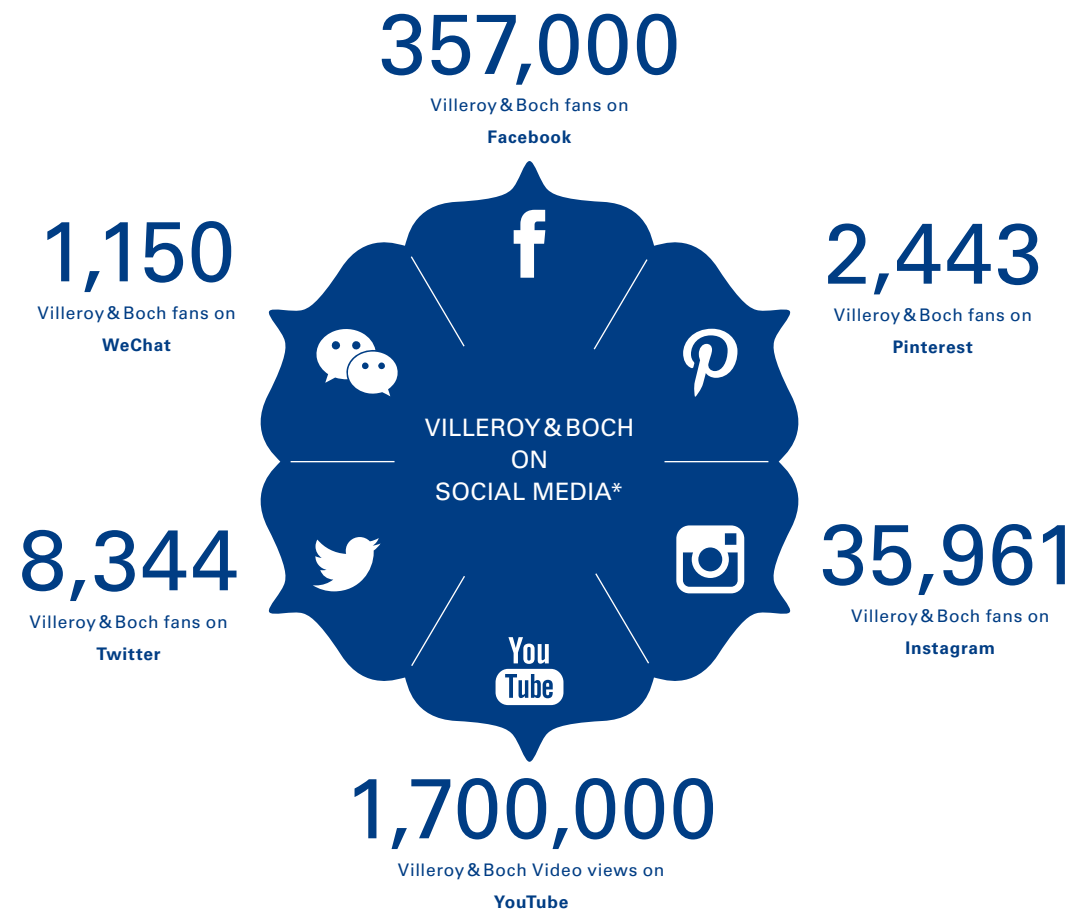 357,000
Villeroy & Boch fans on
Facebook
1,150
Villeroy & Boch fans on
WeChat
2,443
Villeroy & Boch fans on
Pinterest
VILLEROY & BOCH
ON
SOCIAL MEDIA*
8,344
Villeroy & Boch fans on
Twitter
35,961
Villeroy & Boch fans on
Instagram
You
Tube
1,700,000
Villeroy & Boch Video views on
YouTube